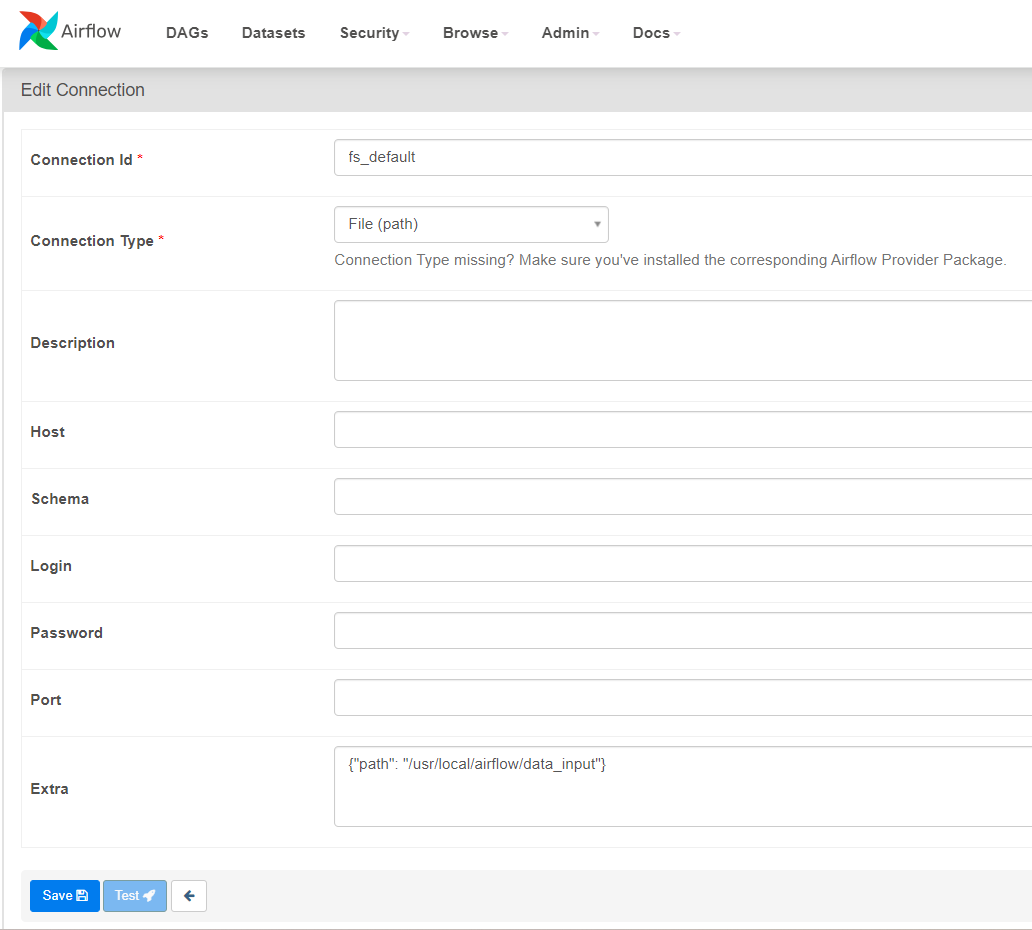 Airflow DAGs Datasets Security Browse Admin Docs
Edit Connection
Connection Id * fs_default
Connection Type * File (path)
Connection Type missing? Make sure you've installed the corresponding Airflow Provider Package.
Description
Host
Schema
Login
Password
Port
Extra {"path": "/usr/local/airflow/data_input"}
Save Test